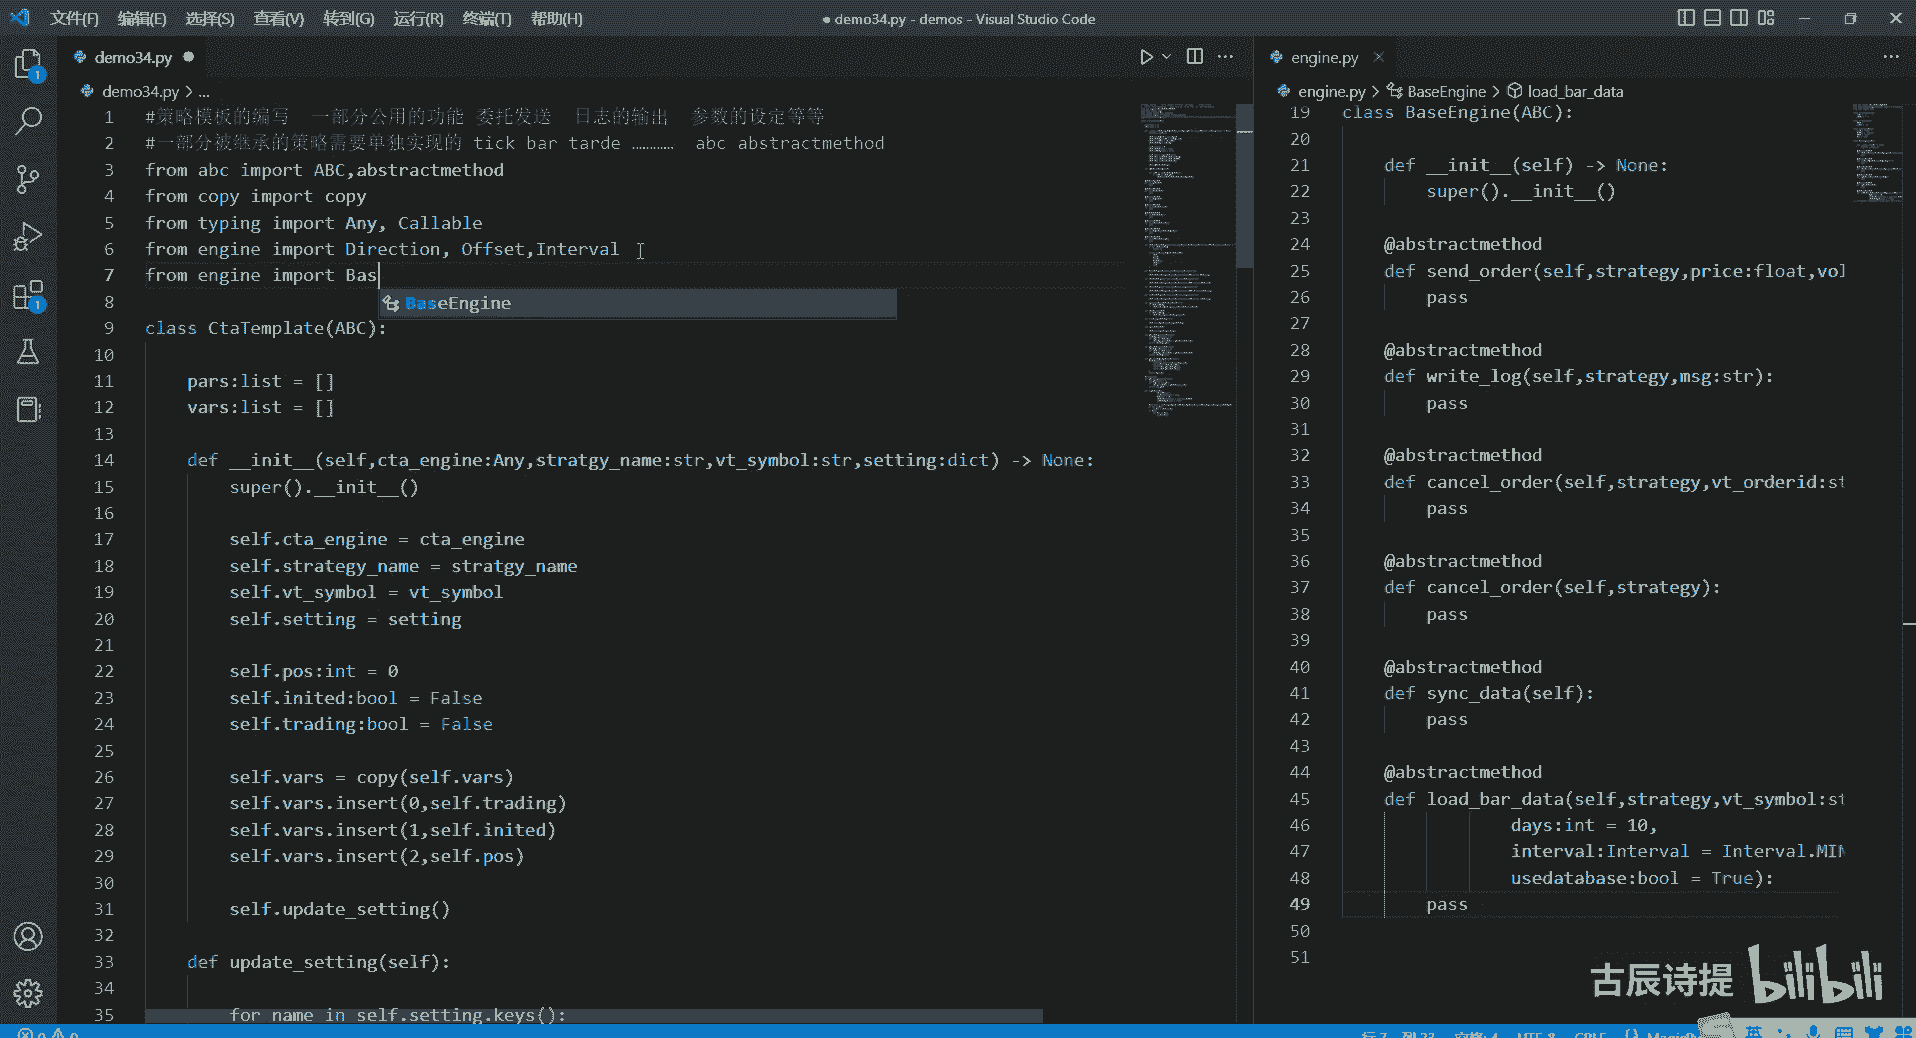 文件(F) 编辑(E) 选择(S) 查看(V) 转到(G) 运行(R) 终端(T) 帮助(H)
● demo34.py - demos - Visual Studio Code
demo34.py ●
demo34.py > ...
1 #策略模板的编写 一部分公用的功能 委托发送 日志的输出 参数的设定等等
2 #一部分被继承的策略需要单独实现的 tick bar tarde ………… abc abstractmethod
3 from abc import ABC,abstractmethod
4 from copy import copy
5 from typing import Any, Callable
6 from engine import Direction, Offset,Interval
7 from engine import Bas
BaseEngine
8
9 class CtaTemplate(ABC):
10
11 pars:list = []
12 vars:list = []
13
14 def __init__(self,cta_engine:Any,stratgy_name:str,vt_symbol:str,setting:dict) -> None:
15 super().__init__()
16
17 self.cta_engine = cta_engine
18 self.strategy_name = stratgy_name
19 self.vt_symbol = vt_symbol
20 self.setting = setting
21
22 self.pos:int = 0
23 self.inited:bool = False
24 self.trading:bool = False
25
26 self.vars = copy(self.vars)
27 self.vars.insert(0,self.trading)
28 self.vars.insert(1,self.inited)
29 self.vars.insert(2,self.pos)
30
31 self.update_setting()
32
33 def update_setting(self):
34
35 for name in self.setting.keys():
engine.py
engine.py > BaseEngine > load_bar_data
19 class BaseEngine(ABC):
20
21 def __init__(self) -> None:
22 super().__init__()
23
24 @abstractmethod
25 def send_order(self,strategy,price:float,vol
26 pass
27
28 @abstractmethod
29 def write_log(self,strategy,msg:str):
30 pass
31
32 @abstractmethod
33 def cancel_order(self,strategy,vt_orderid:st
34 pass
35
36 @abstractmethod
37 def cancel_order(self,strategy):
38 pass
39
40 @abstractmethod
41 def sync_data(self):
42 pass
43
44 @abstractmethod
45 def load_bar_data(self,strategy,vt_symbol:st
46 days:int = 10,
47 interval:Interval = Interval.MIN
48 usedatabase:bool = True):
49 pass
50
51
古辰诗提 bilibili